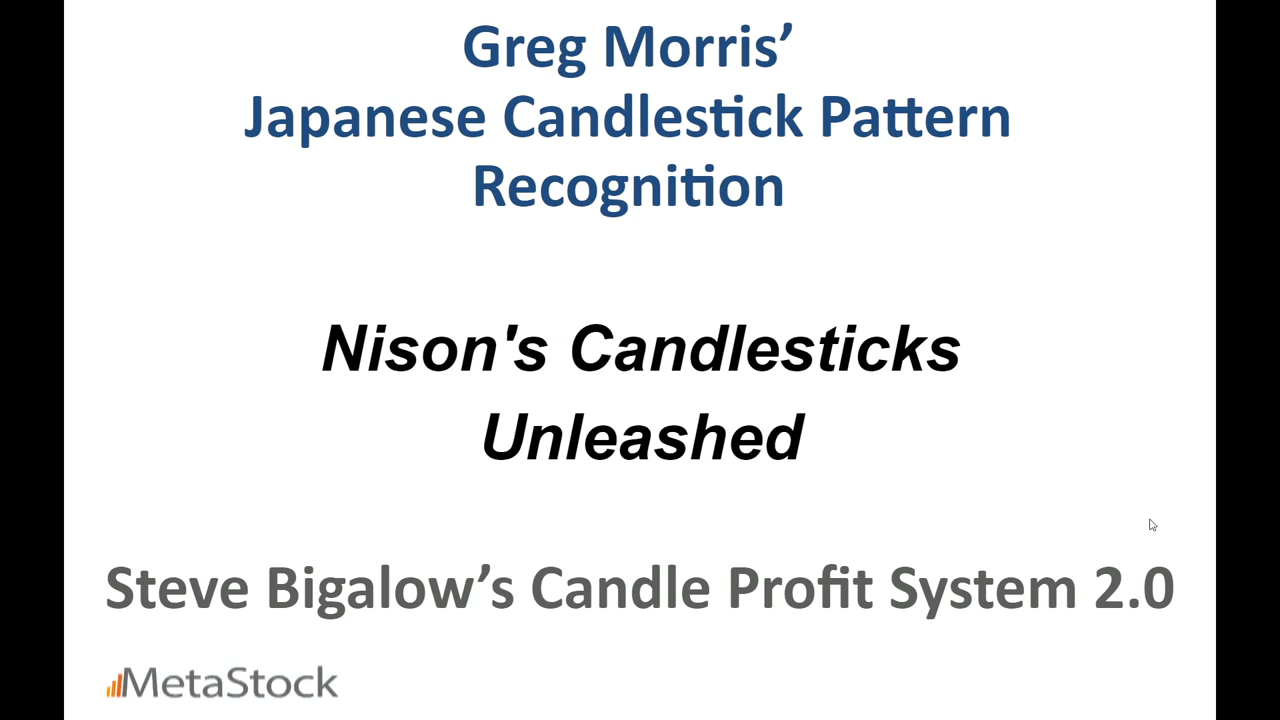 Greg Morris’
Japanese Candlestick Pattern
Recognition
Nison's Candlesticks
Unleashed
Steve Bigalow’s Candle Profit System 2.0
MetaStock